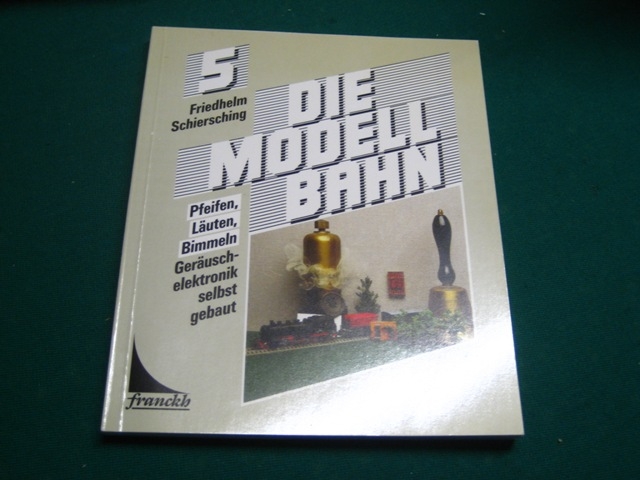 5
Friedhelm
Schiersching
DIE
MODELL
BAHN
Pfeifen,
Läuten,
Bimmeln
Geräusch-
elektronik
selbst
gebaut
franckh